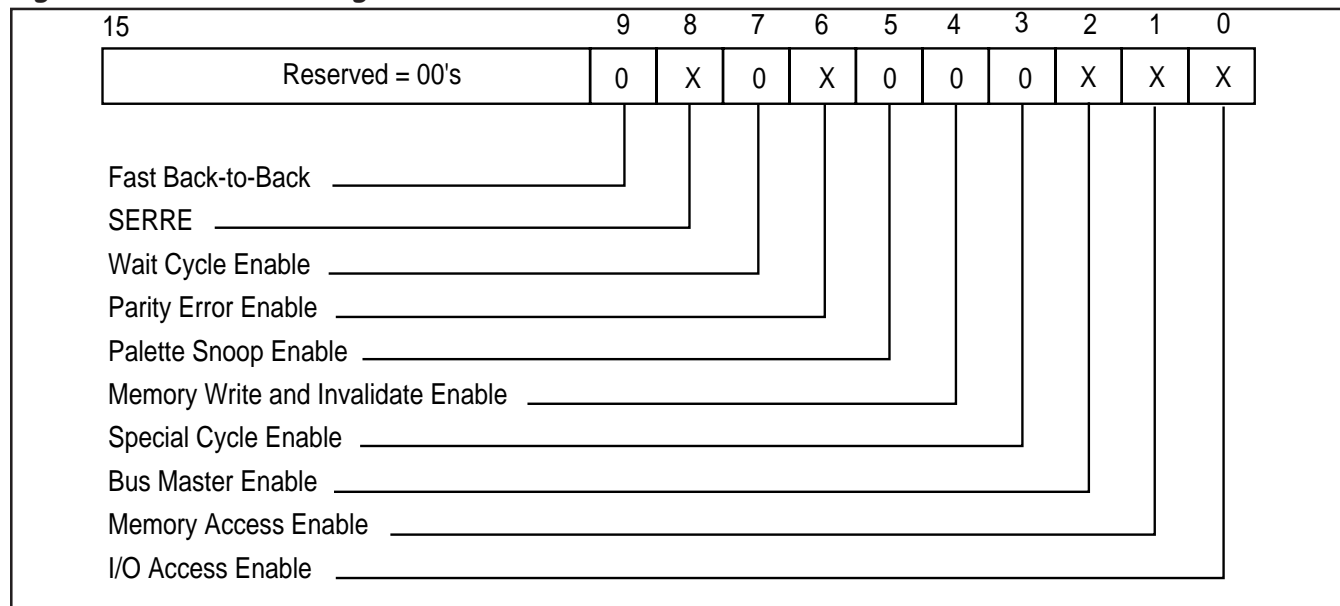 15 9 8 7 6 5 4 3 2 1 0
Reserved = 00's 0 X 0 X 0 0 0 X X X
Fast Back-to-Back
SERRE
Wait Cycle Enable
Parity Error Enable
Palette Snoop Enable
Memory Write and Invalidate Enable
Special Cycle Enable
Bus Master Enable
Memory Access Enable
I/O Access Enable